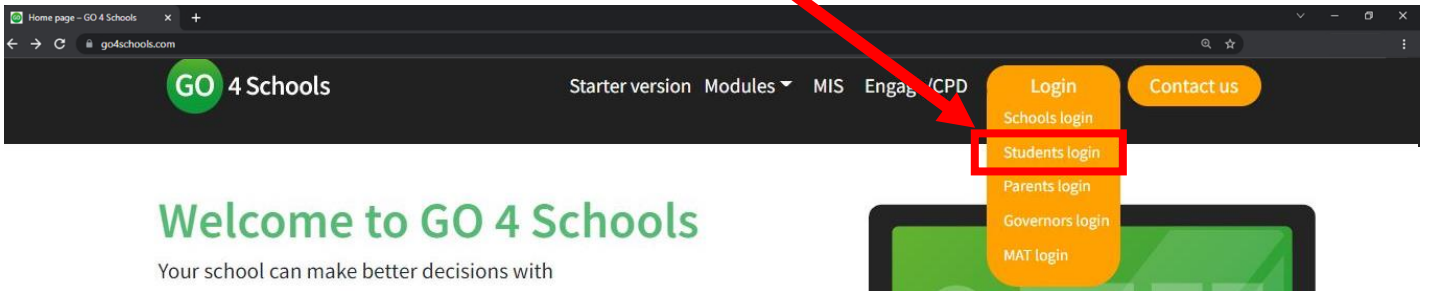 Home page – GO 4 Schools
go4schools.com
GO 4 Schools
Starter version Modules MIS /CPD Login Contact us
Schools login
Students login
Parents login
Governors login
MAT login
Welcome to GO 4 Schools
Your school can make better decisions with